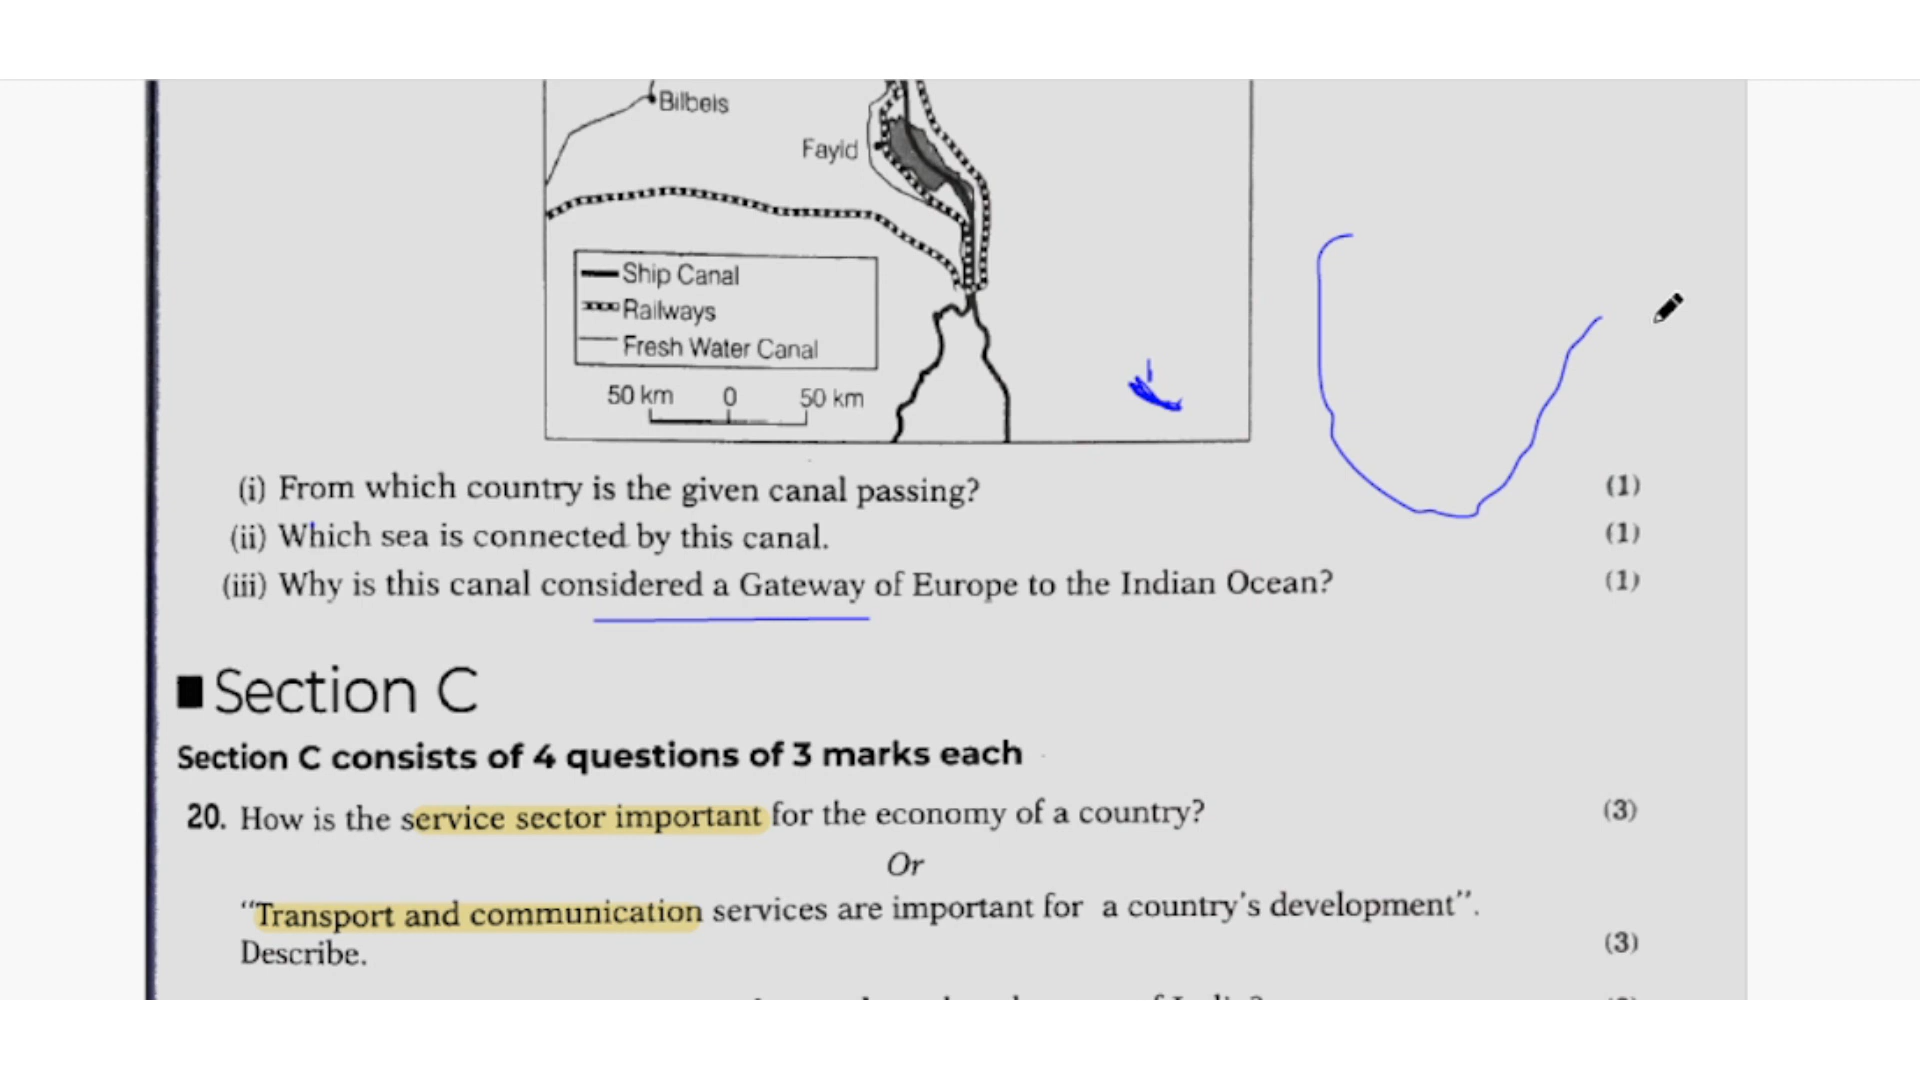 Bilbeis
Fayid
Ship Canal
Railways
Fresh Water Canal
50 km 0 50 km
(i) From which country is the given canal passing? (1)
(ii) Which sea is connected by this canal. (1)
(iii) Why is this canal considered a Gateway of Europe to the Indian Ocean? (1)
Section C
Section C consists of 4 questions of 3 marks each
20. How is the service sector important for the economy of a country? (3)
Or
“Transport and communication services are important for a country's development”.
Describe. (3)